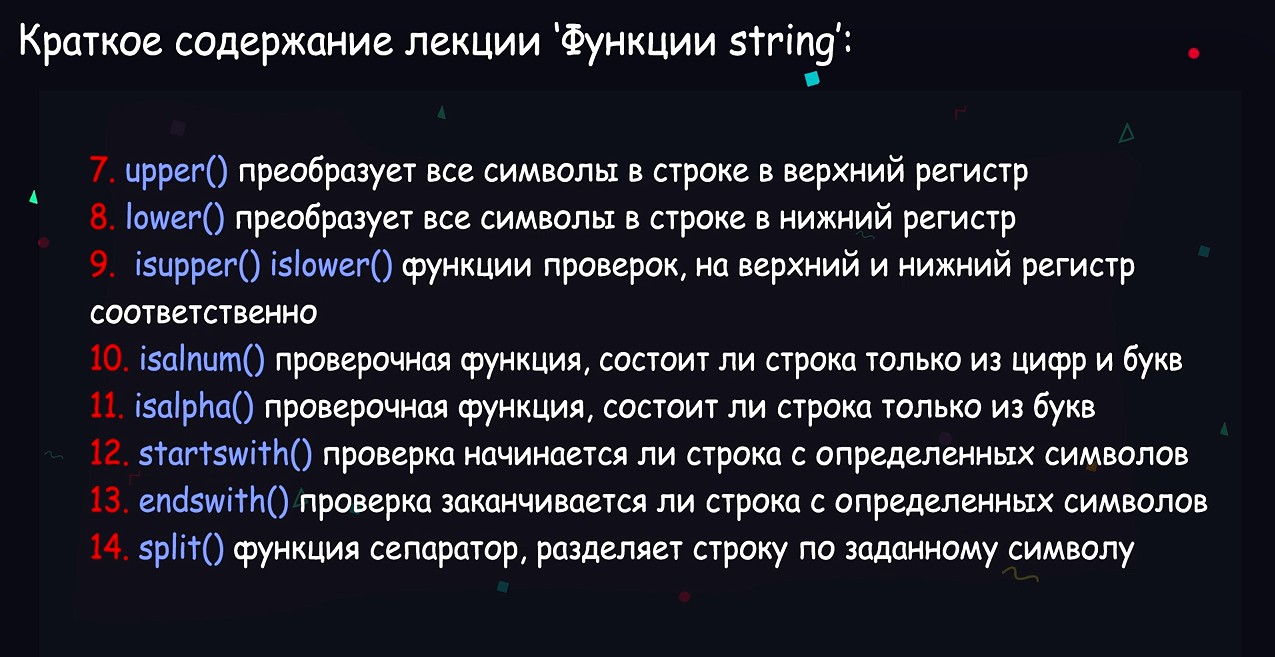 Краткое содержание лекции ‘Функции string’:
7. upper() преобразует все символы в строке в верхний регистр
8. lower() преобразует все символы в строке в нижний регистр
9. isupper() islower() функции проверок, на верхний и нижний регистр
соответственно
10. isalnum() проверочная функция, состоит ли строка только из цифр и букв
11. isalpha() проверочная функция, состоит ли строка только из букв
12. startswith() проверка начинается ли строка с определенных символов
13. endswith() проверка заканчивается ли строка с определенных символов
14. split() функция сепаратор, разделяет строку по заданному символу